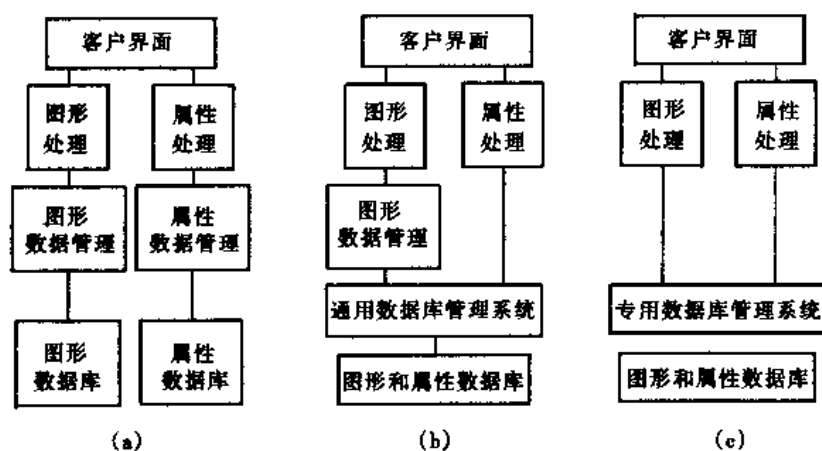 客户界面
图形
处理
属性
处理
图形
数据管理
属性
数据管理
图形
数据库
属性
数据库
(a)
客户界面
图形
处理
属性
处理
图形
数据管理
通用数据库管理系统
图形和属性数据库
(b)
客户界面
图形
处理
属性
处理
专用数据库管理系统
图形和属性数据库
(c)